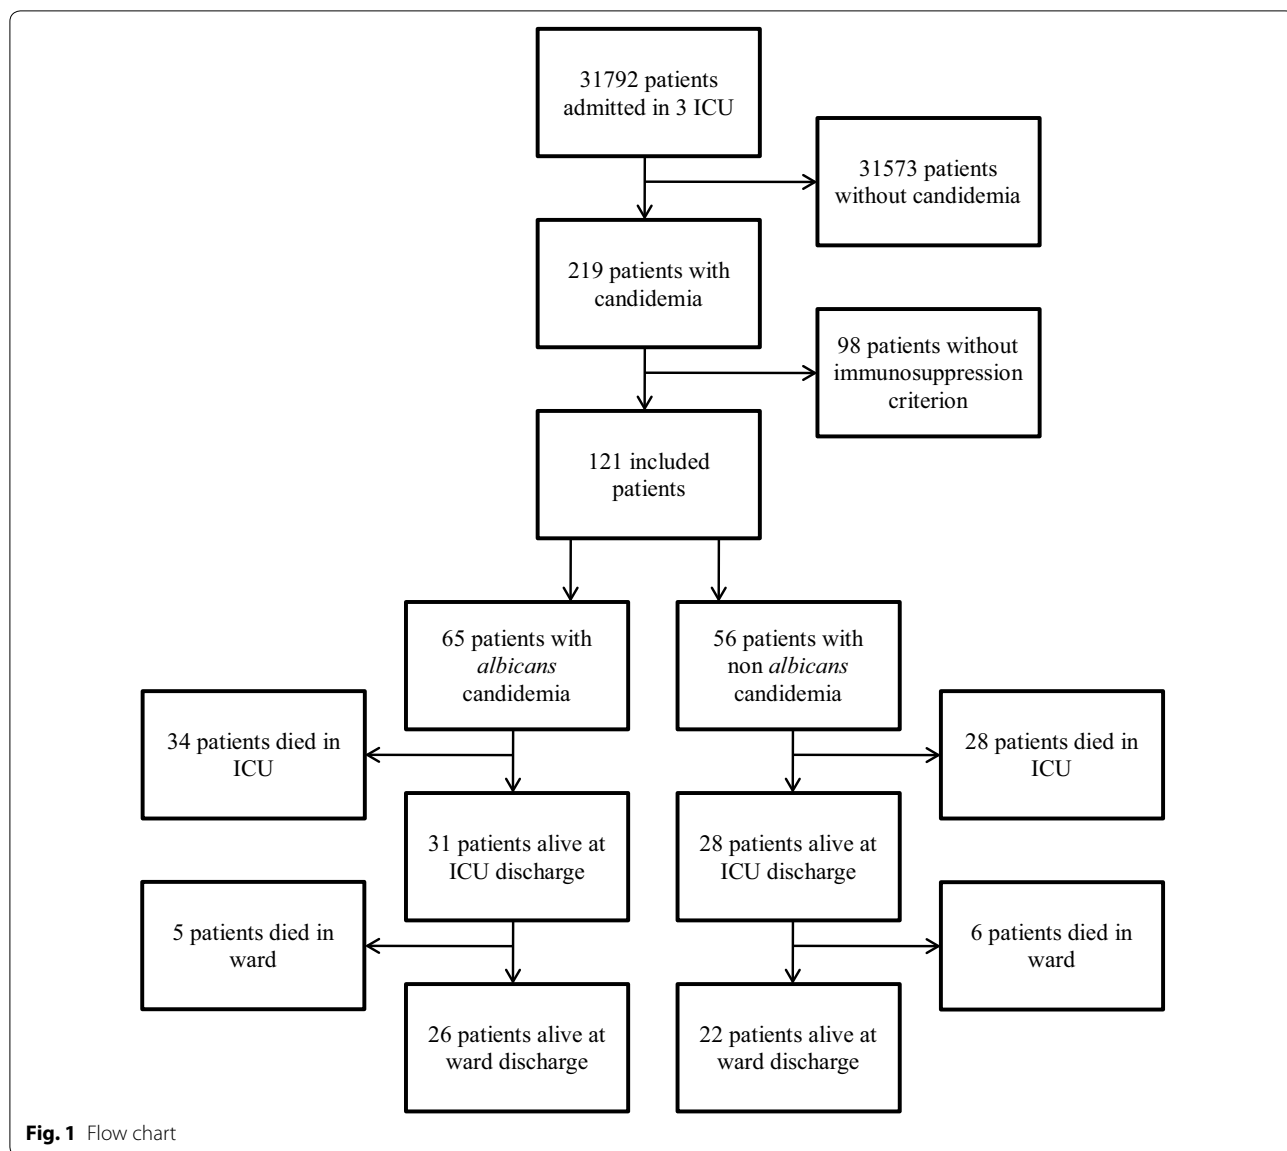 31792 patients
admitted in 3 ICU
31573 patients
without candidemia
219 patients with
candidemia
98 patients without
immunosuppression
criterion
121 included
patients
65 patients with
albicans
candidemia
56 patients with
non albicans
candidemia
34 patients died in
ICU
28 patients died in
ICU
31 patients alive at
ICU discharge
28 patients alive at
ICU discharge
5 patients died in
ward
6 patients died in
ward
26 patients alive at
ward discharge
22 patients alive at
ward discharge
Fig. 1 Flow chart